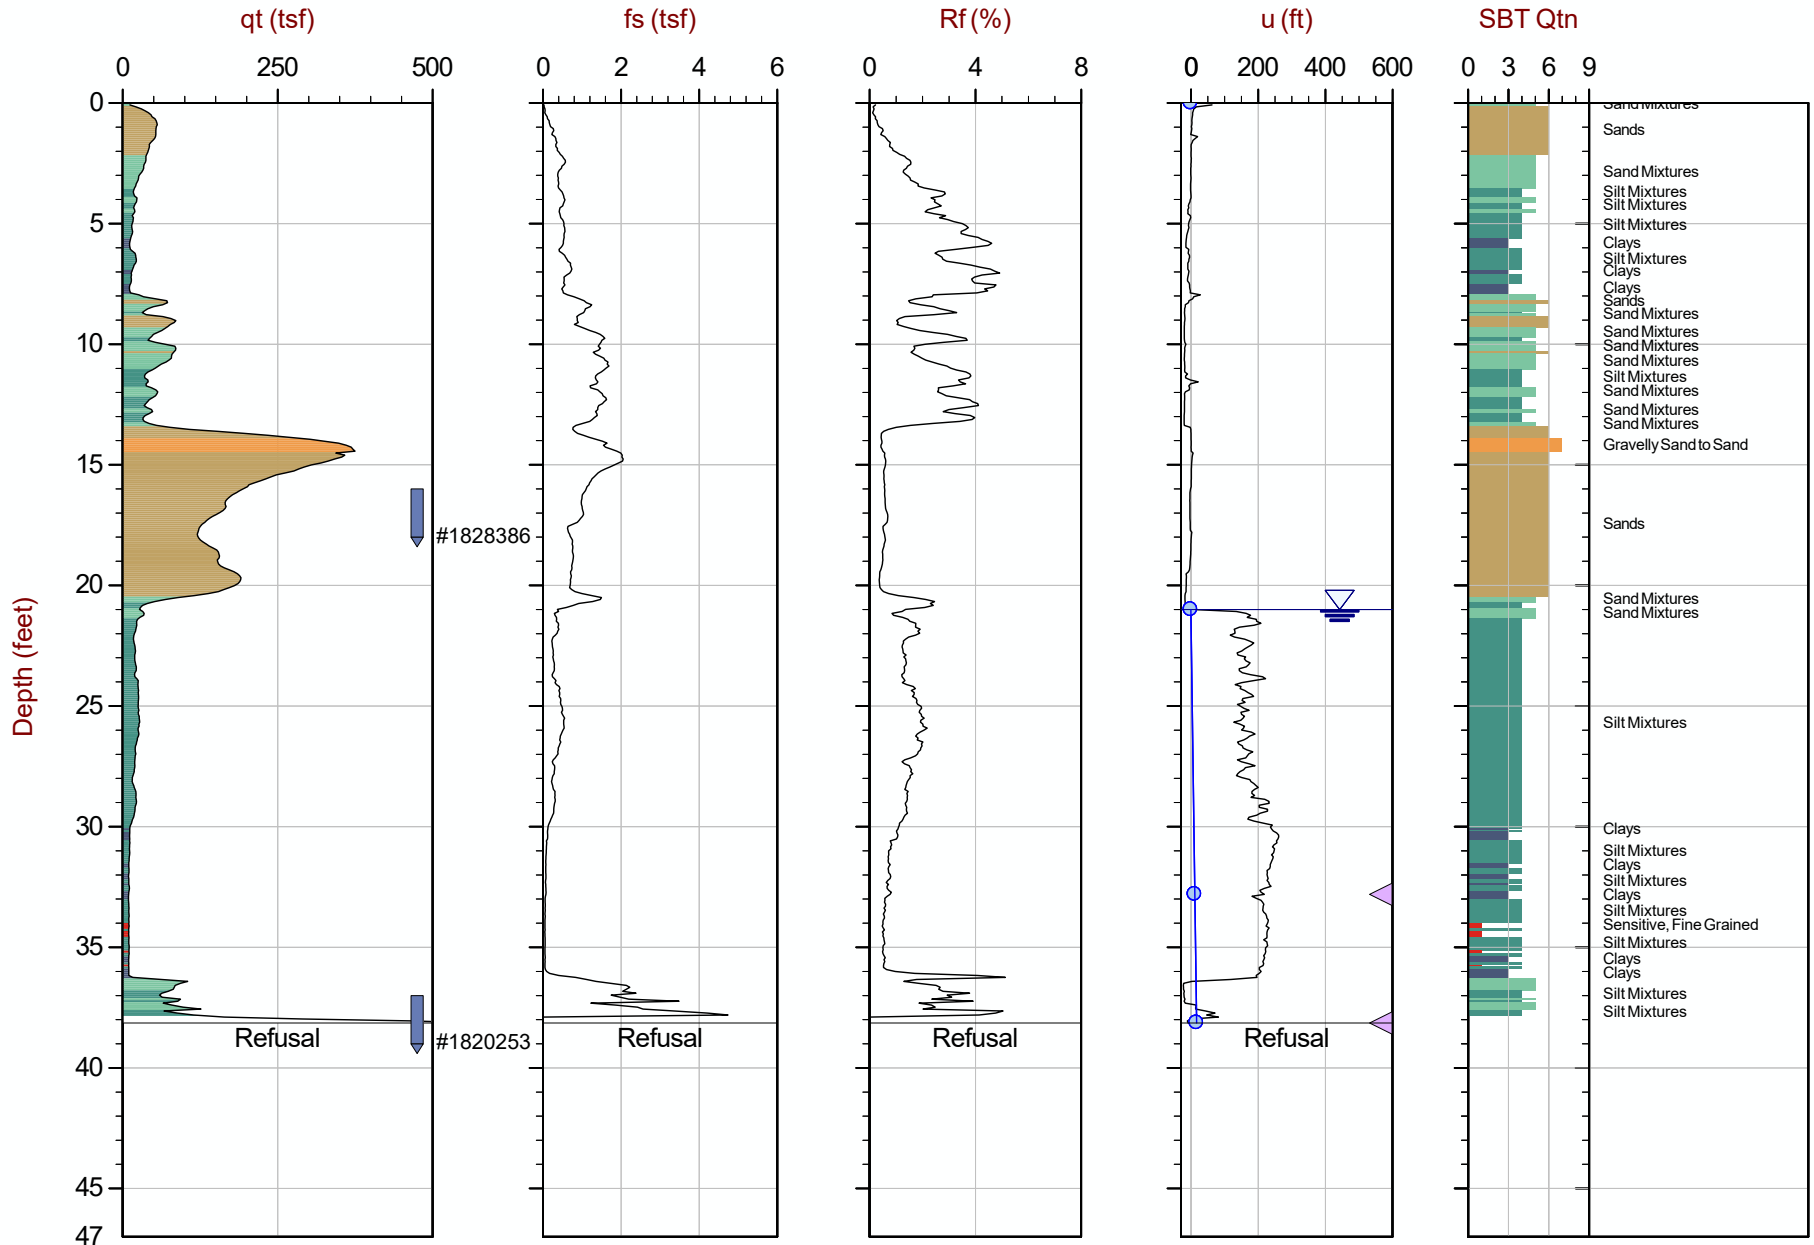 qt (tsf) fs (tsf) Rf (%) u (ft) SBT Qtn
0 250 500 0 2 4 6 0 4 8 0 200 400 600 0 3 6 9
Depth (feet)
0
5
10
15
20
25
30
35
40
45
47
#1828386
#1820253
Refusal Refusal Refusal Refusal
Sand Mixtures
Sands
Sand Mixtures
Silt Mixtures
Silt Mixtures
Silt Mixtures
Clays
Silt Mixtures
Clays
Clays
Sands
Sand Mixtures
Sand Mixtures
Sand Mixtures
Sand Mixtures
Silt Mixtures
Sand Mixtures
Sand Mixtures
Sand Mixtures
Gravelly Sand to Sand
Sands
Sand Mixtures
Sand Mixtures
Silt Mixtures
Clays
Silt Mixtures
Clays
Silt Mixtures
Clays
Silt Mixtures
Sensitive, Fine Grained
Silt Mixtures
Clays
Clays
Silt Mixtures
Silt Mixtures